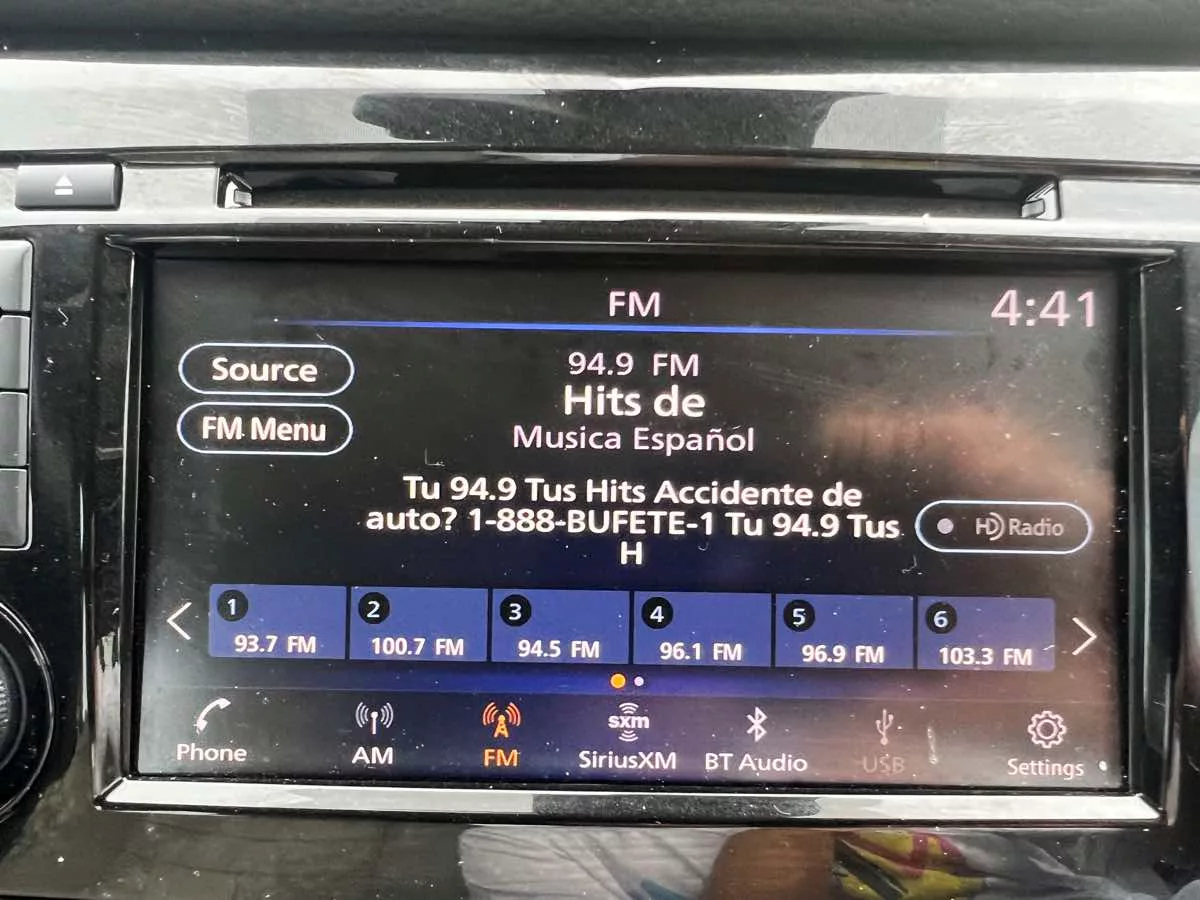 FM
4:41
Source
94.9 FM
Hits de
FM Menu
Musica Español
Tu 94.9 Tus Hits Accidente de
auto? 1-888-BUFETE-1 Tu 94.9 Tus
H
HD Radio
1 2 3 4 5 6
93.7 FM 100.7 FM 94.5 FM 96.1 FM 96.9 FM 103.3 FM
sxm
Phone AM FM SiriusXM BT Audio USB Settings